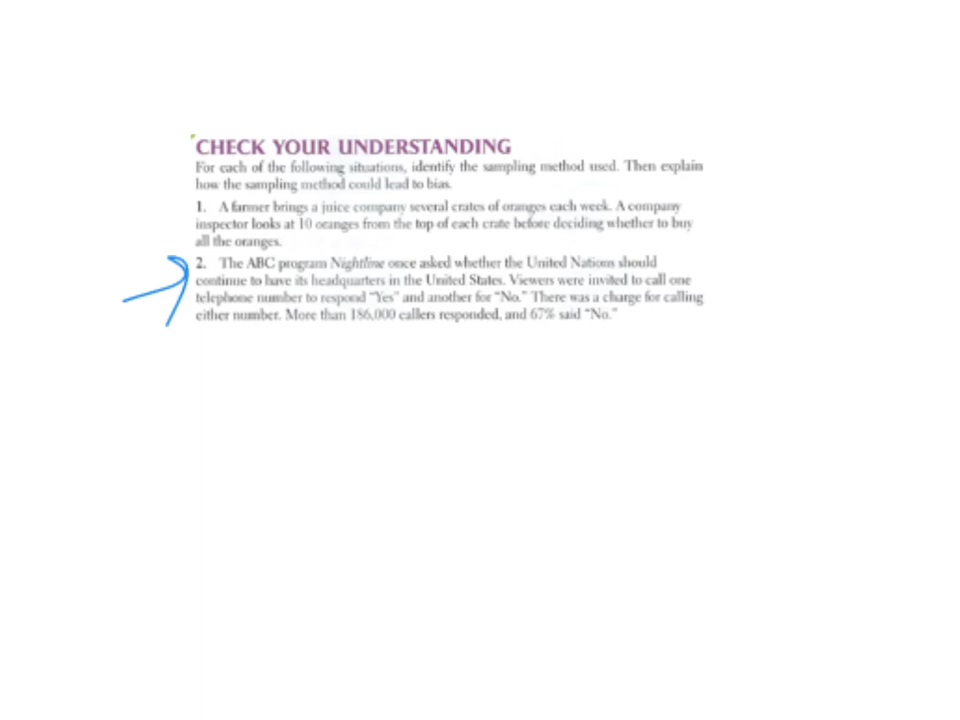 CHECK YOUR UNDERSTANDING
For each of the following situations, identify the sampling method used. Then explain
how the sampling method could lead to bias.
1. A farmer brings a juice company several crates of oranges each week. A company
inspector looks at 10 oranges from the top of each crate before deciding whether to buy
all the oranges.
2. The ABC program Nightline once asked whether the United Nations should
continue to have its headquarters in the United States. Viewers were invited to call one
telephone number to respond "Yes" and another for "No." There was a charge for calling
either number. More than 186,000 callers responded, and 67% said "No."